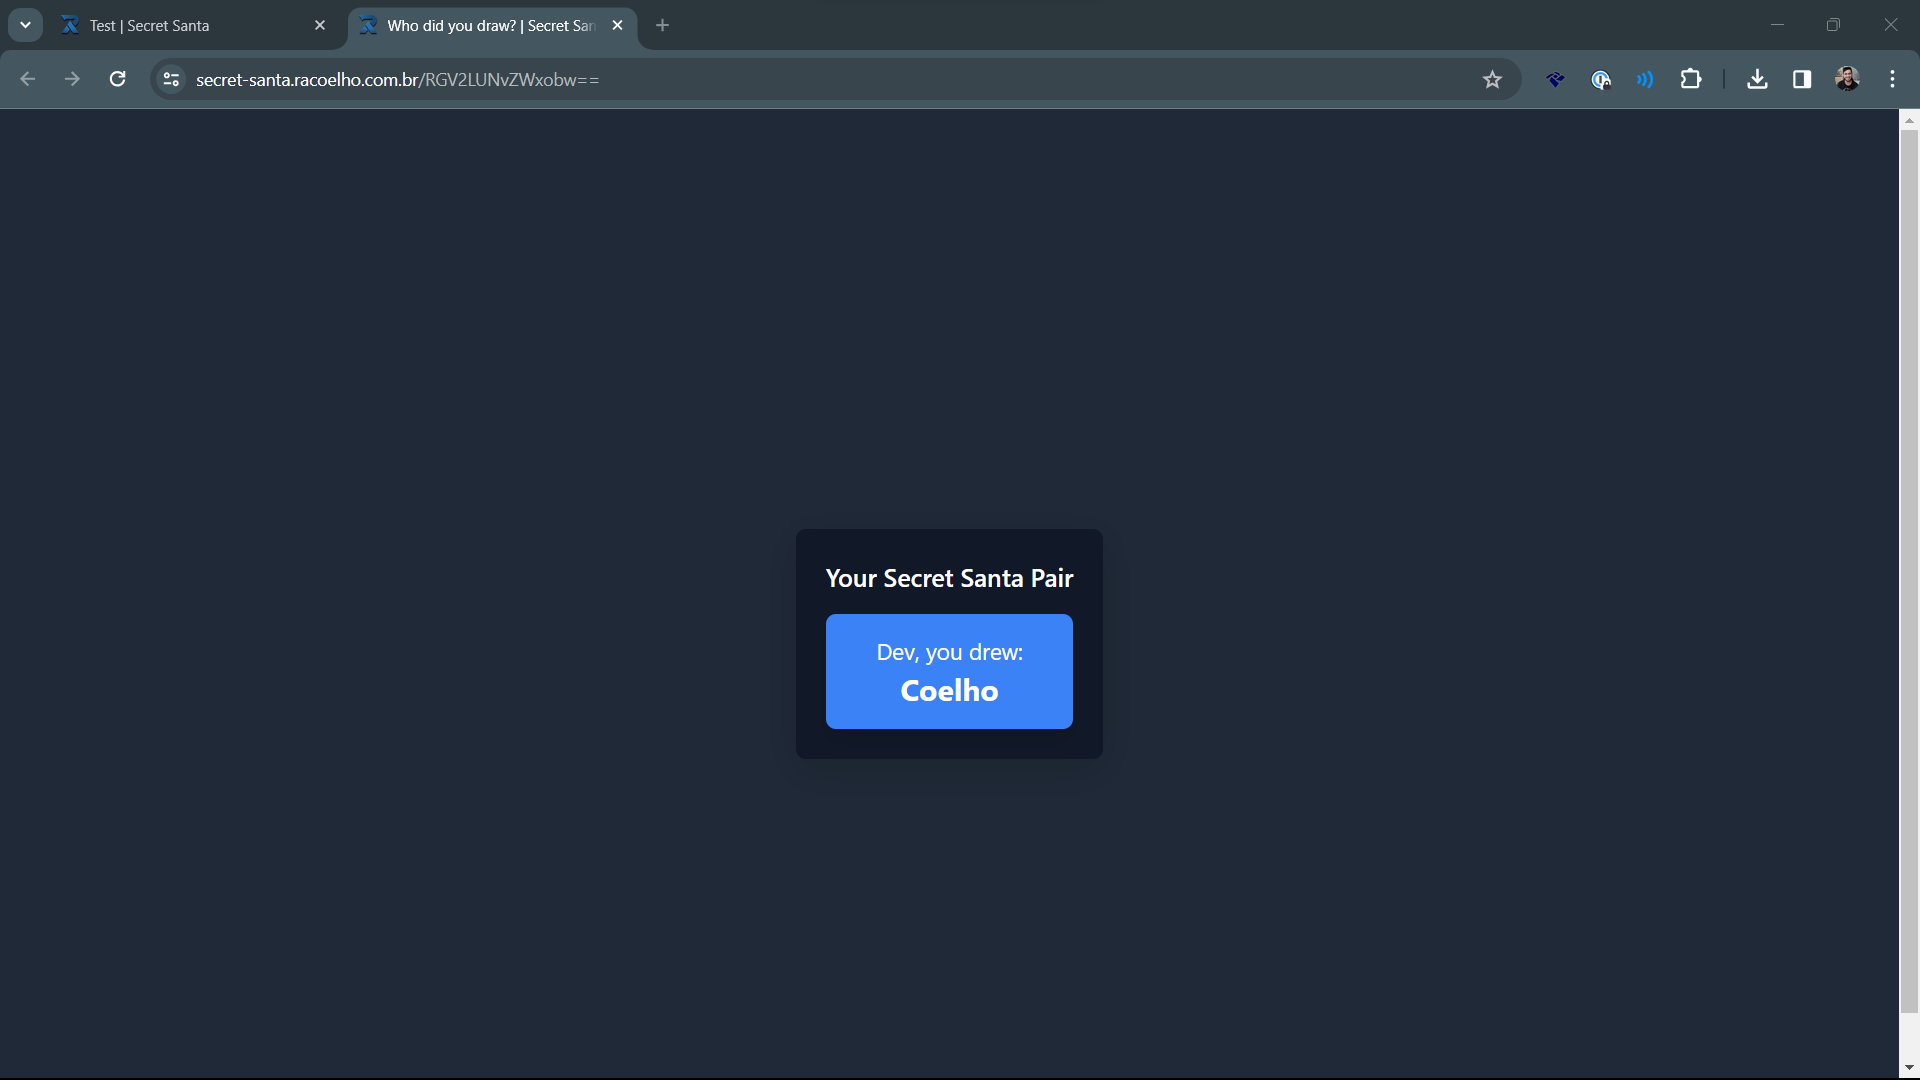 Test | Secret Santa
Who did you draw? | Secret San
secret-santa.racoelho.com.br/RGV2LUNvZWxobw==
Your Secret Santa Pair
Dev, you drew:
Coelho